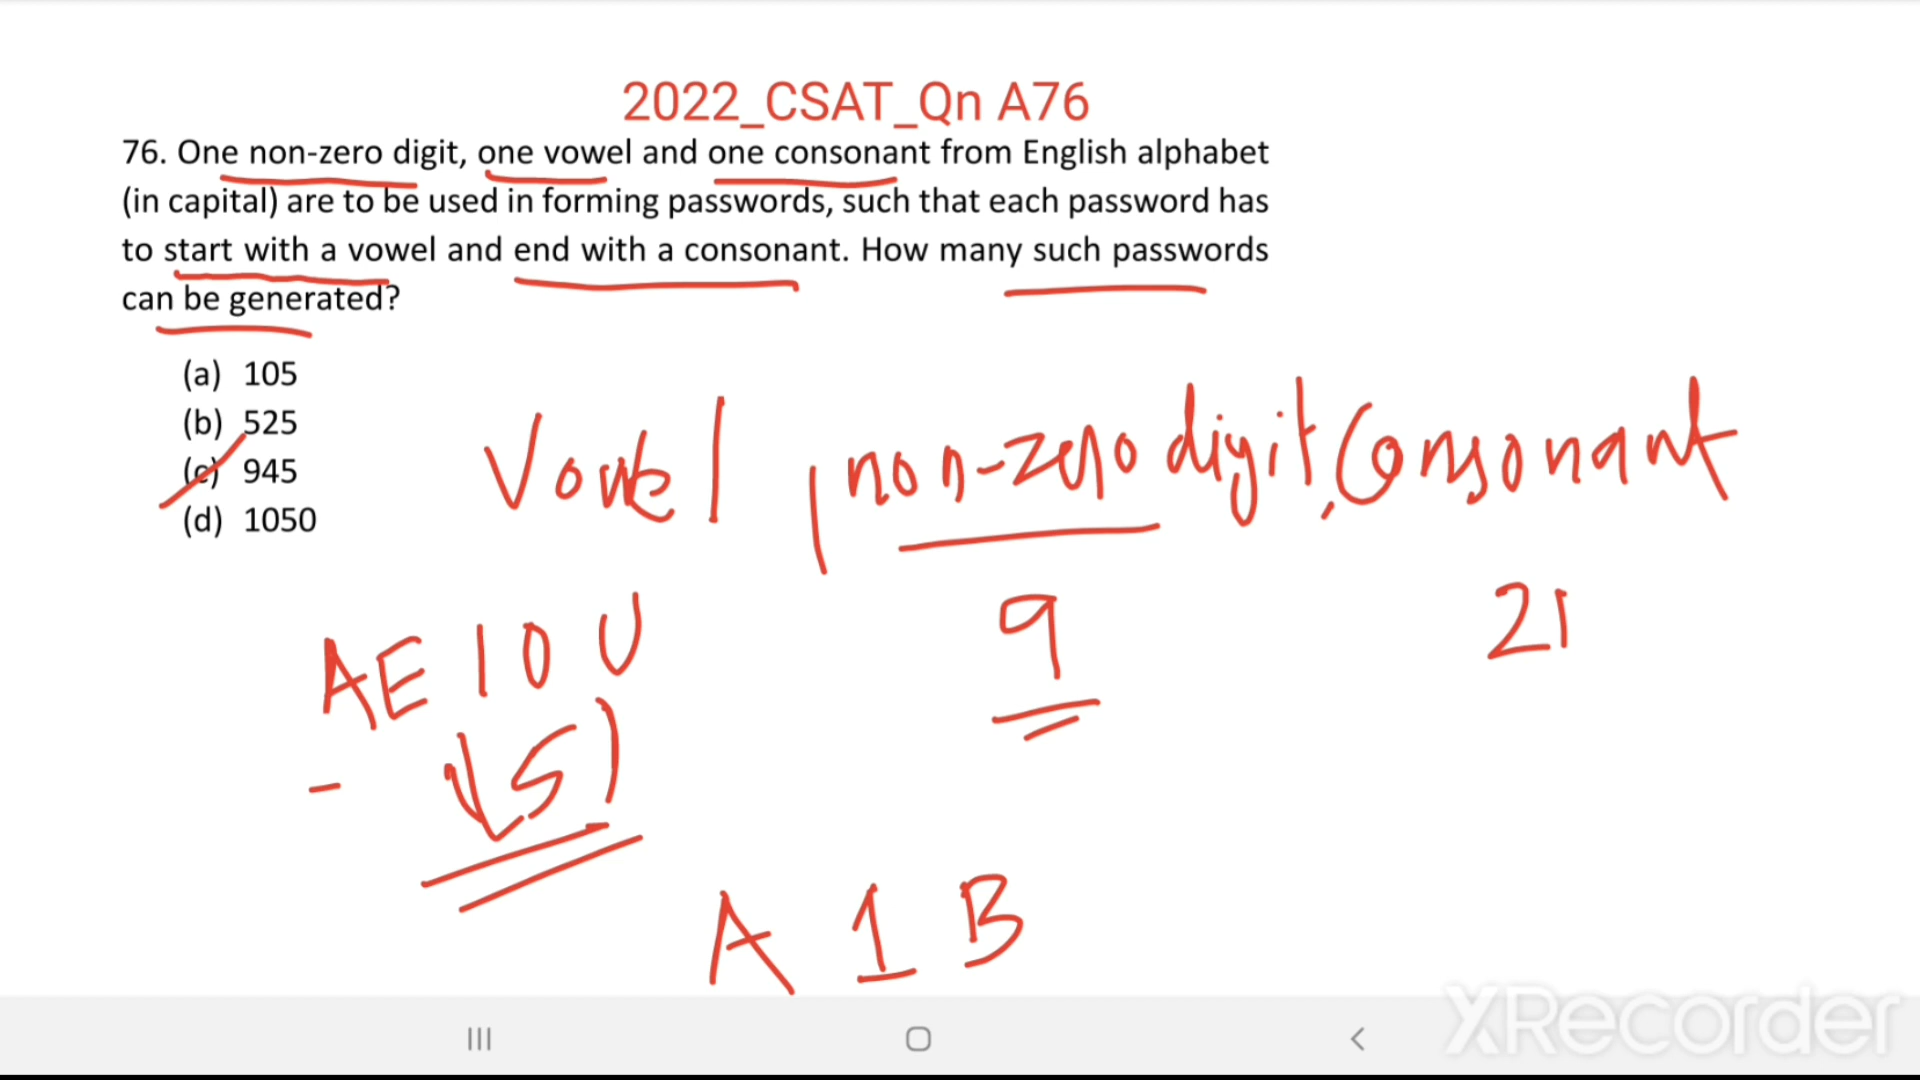 2022_CSAT_Qn A76
76. One non-zero digit, one vowel and one consonant from English alphabet
(in capital) are to be used in forming passwords, such that each password has
to start with a vowel and end with a consonant. How many such passwords
can be generated?
(a) 105
(b) 525
(c) 945
(d) 1050
Vowel, non-zero digit, Consonant
AEIOU
9
21
(5)
A 1 B
XRecorder